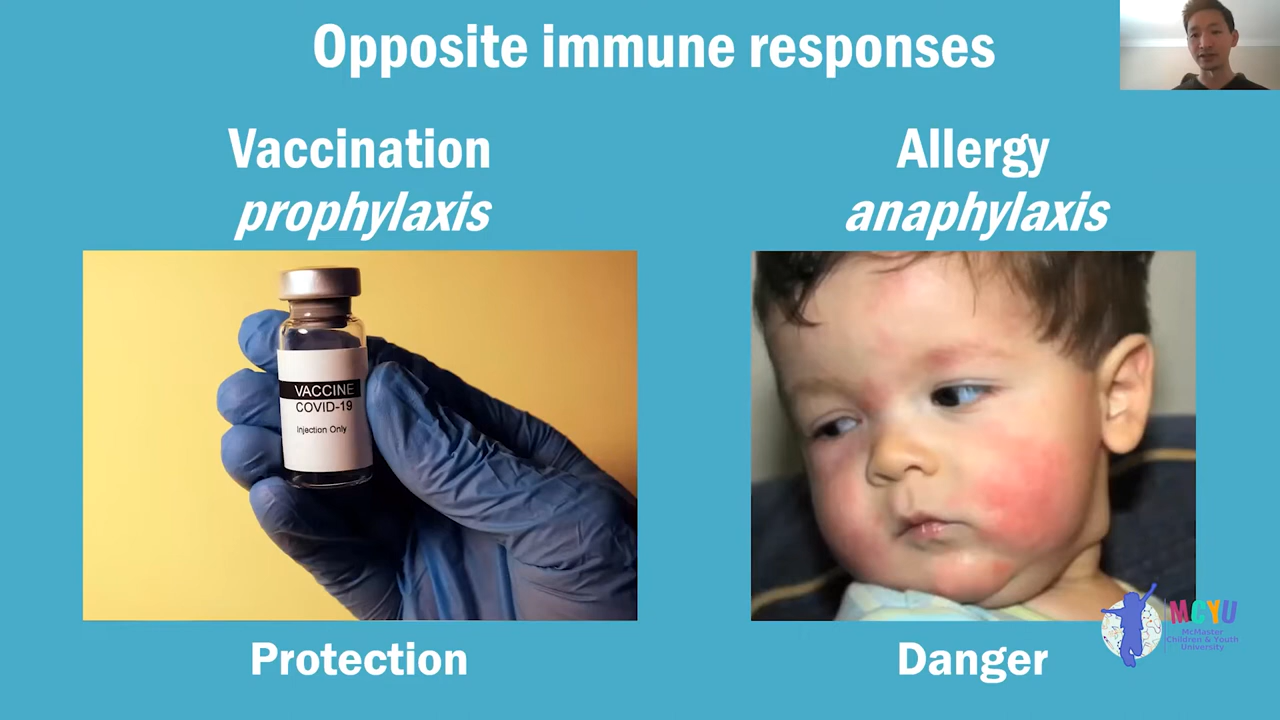 Opposite immune responses
Vaccination
prophylaxis
Allergy
anaphylaxis
VACCINE
COVID-19
Injection Only
Protection
Danger
MCYU
McMaster
Children & Youth
University